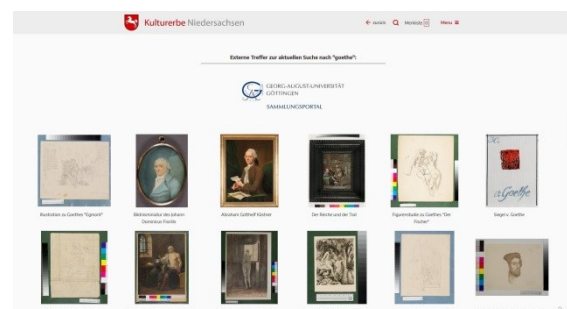 Kulturerbe Niedersachsen
zurück
Merkliste
Menu
Externe Treffer zur aktuellen Suche nach "goethe":
GEORG-AUGUST-UNIVERSITÄT
GÖTTINGEN
SAMMLUNGSPORTAL
Illustration zu Goethes "Egmont"
Bildnisminiatur des Johann
Dominicus Fiorillo
Abraham Gotthelf Kästner
Der Reiche und der Tod
Figurenstudie zu Goethes "Der
Fischer"
v. Goethe
Siegel v. Goethe